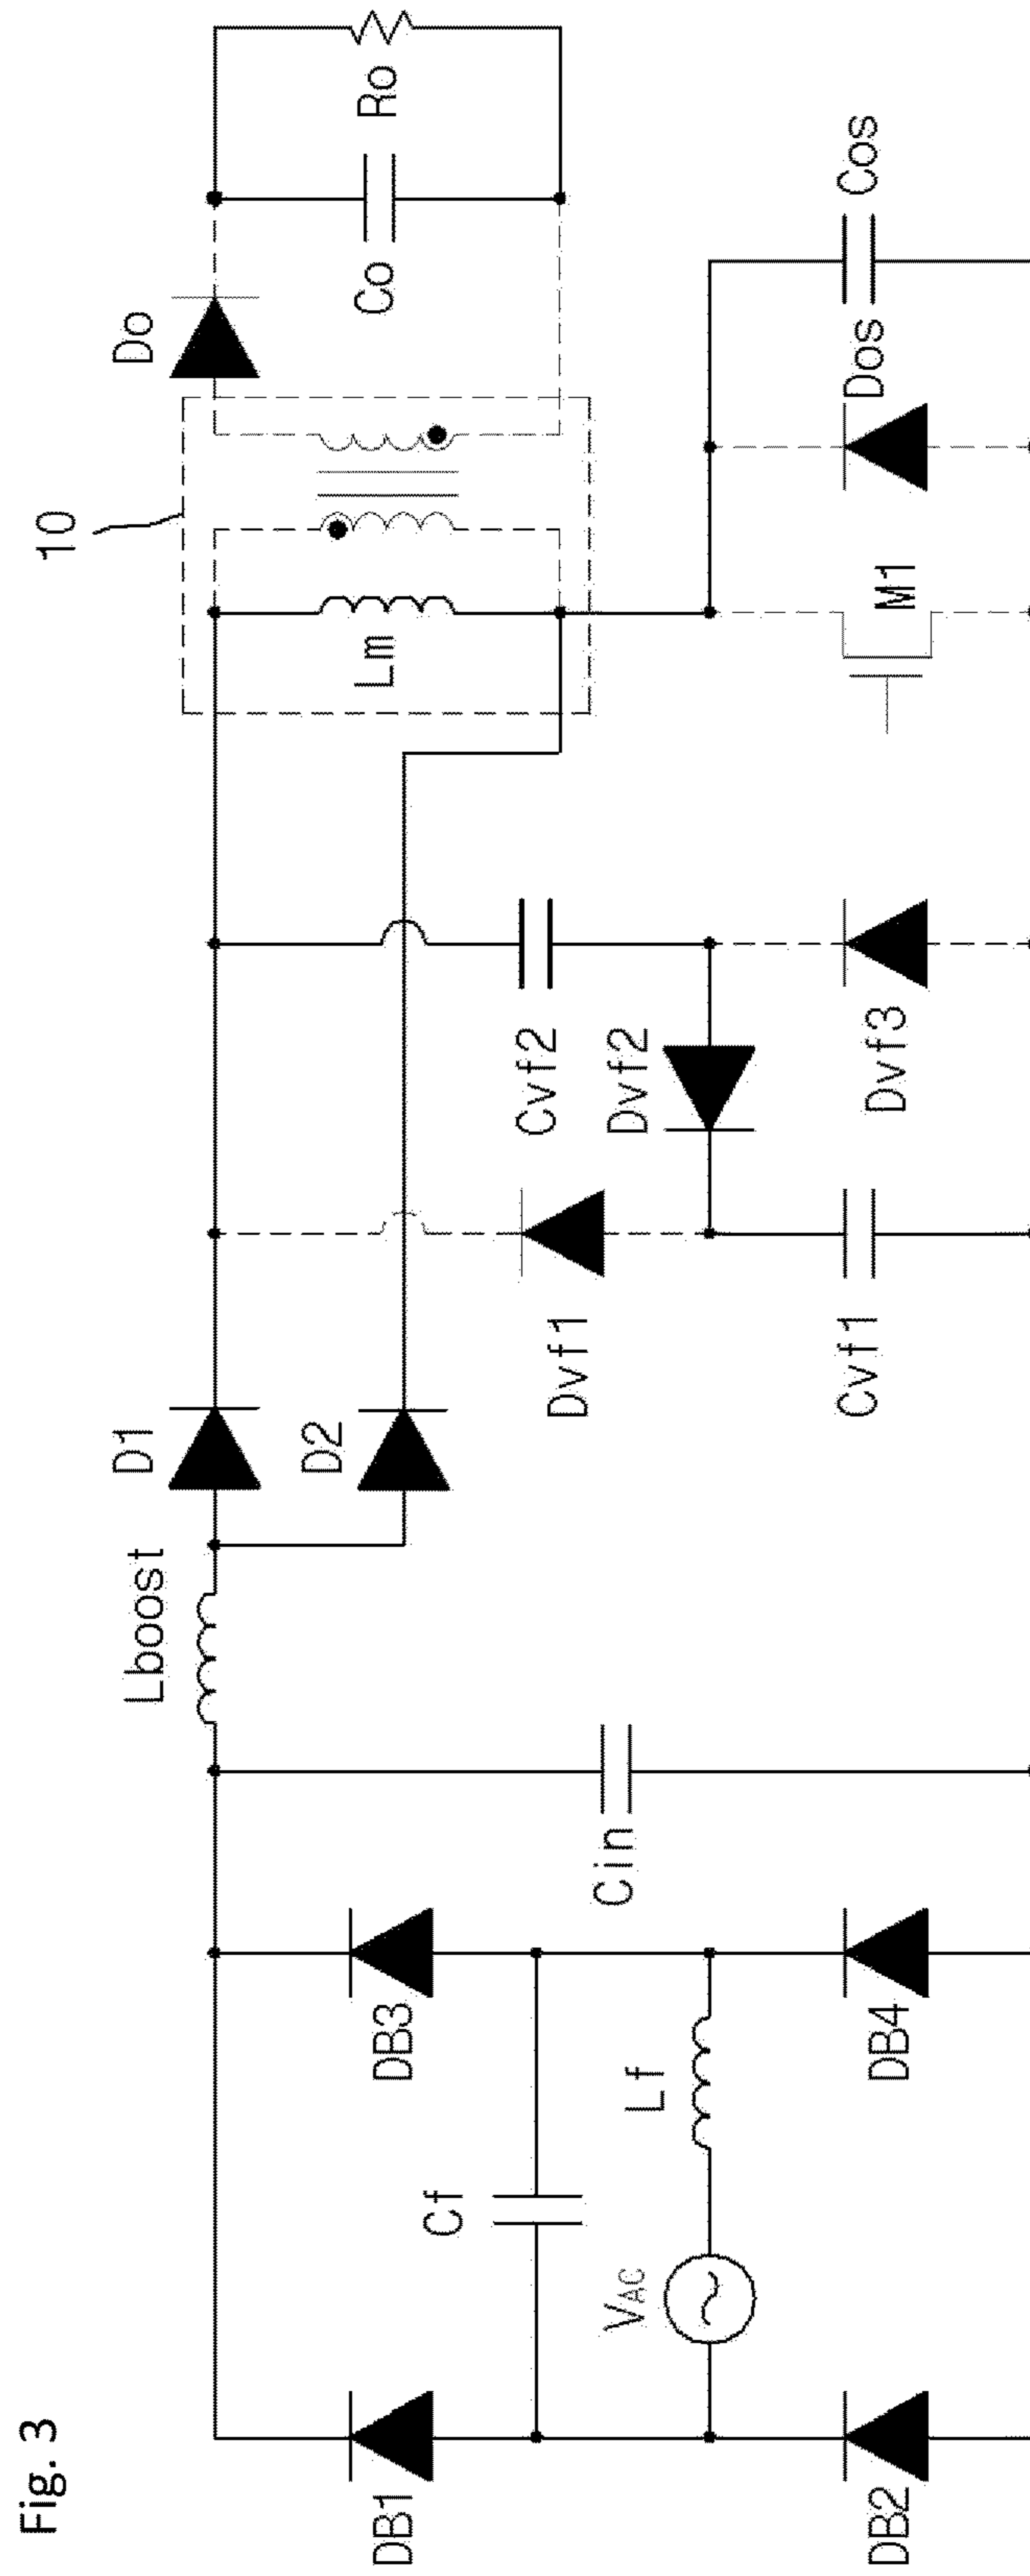 Fig. 3
DB1
DB2
Cf
VAC
Lf
DB3
DB4
Cin
Lboost
D1
D2
Dvf1
Cvf1
Cvf2
Dvf2
Dvf3
10
Lm
M1
Do
Dos
Cos
Co
Ro